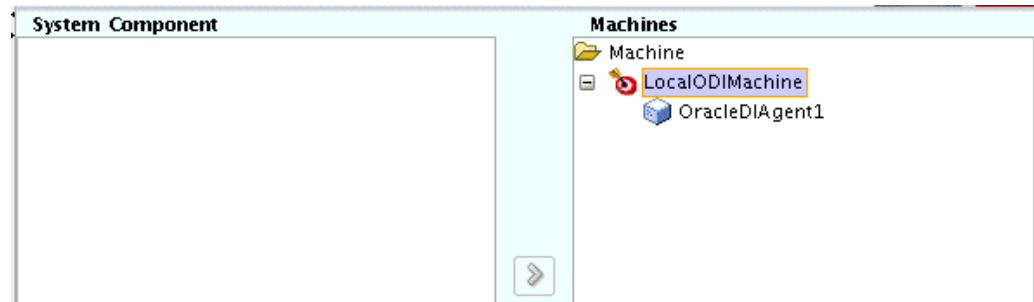 System Component
Machines
Machine
LocalODIMachine
OracleDIAgent1